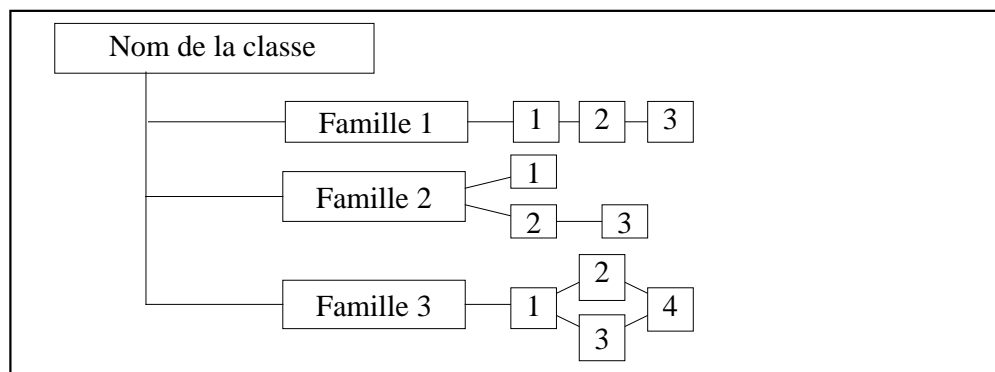 Nom de la classe
Famille 1 1 2 3
1
Famille 2
2 3
2
Famille 3 1 4
3